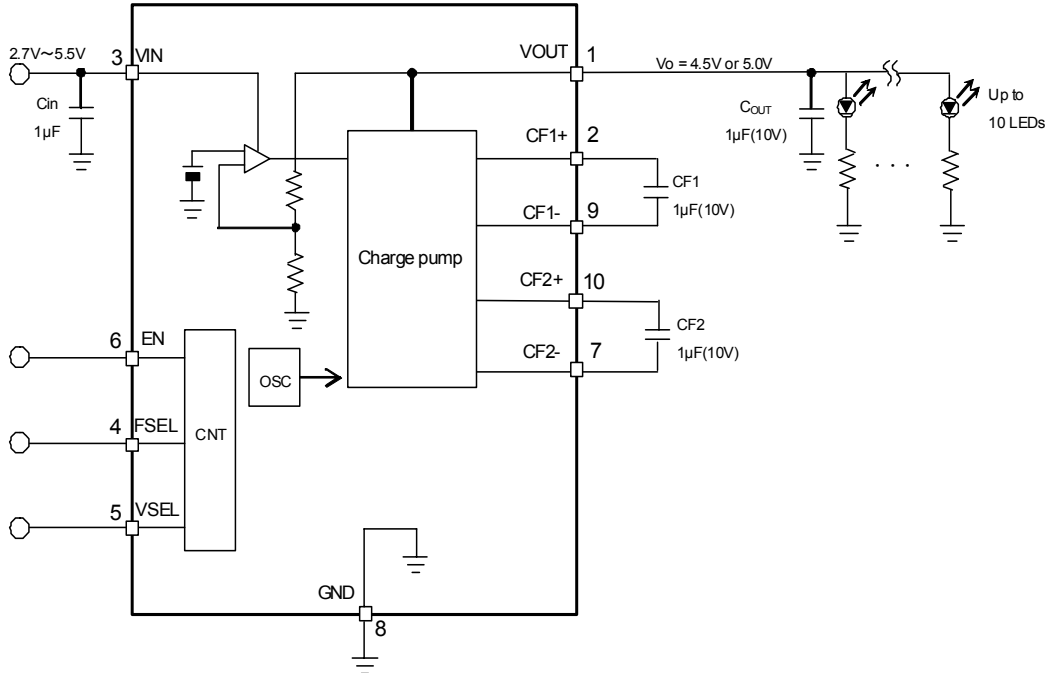 2.7V~5.5V
3
VIN
Cin
1µF
VOUT
1
Vo = 4.5V or 5.0V
COUT
1µF(10V)
Up to
10 LEDs
. . .
CF1+
2
CF1
1µF(10V)
CF1-
9
Charge pump
CF2+
10
CF2
1µF(10V)
CF2-
7
6
EN
OSC
4
FSEL
CNT
5
VSEL
GND
8